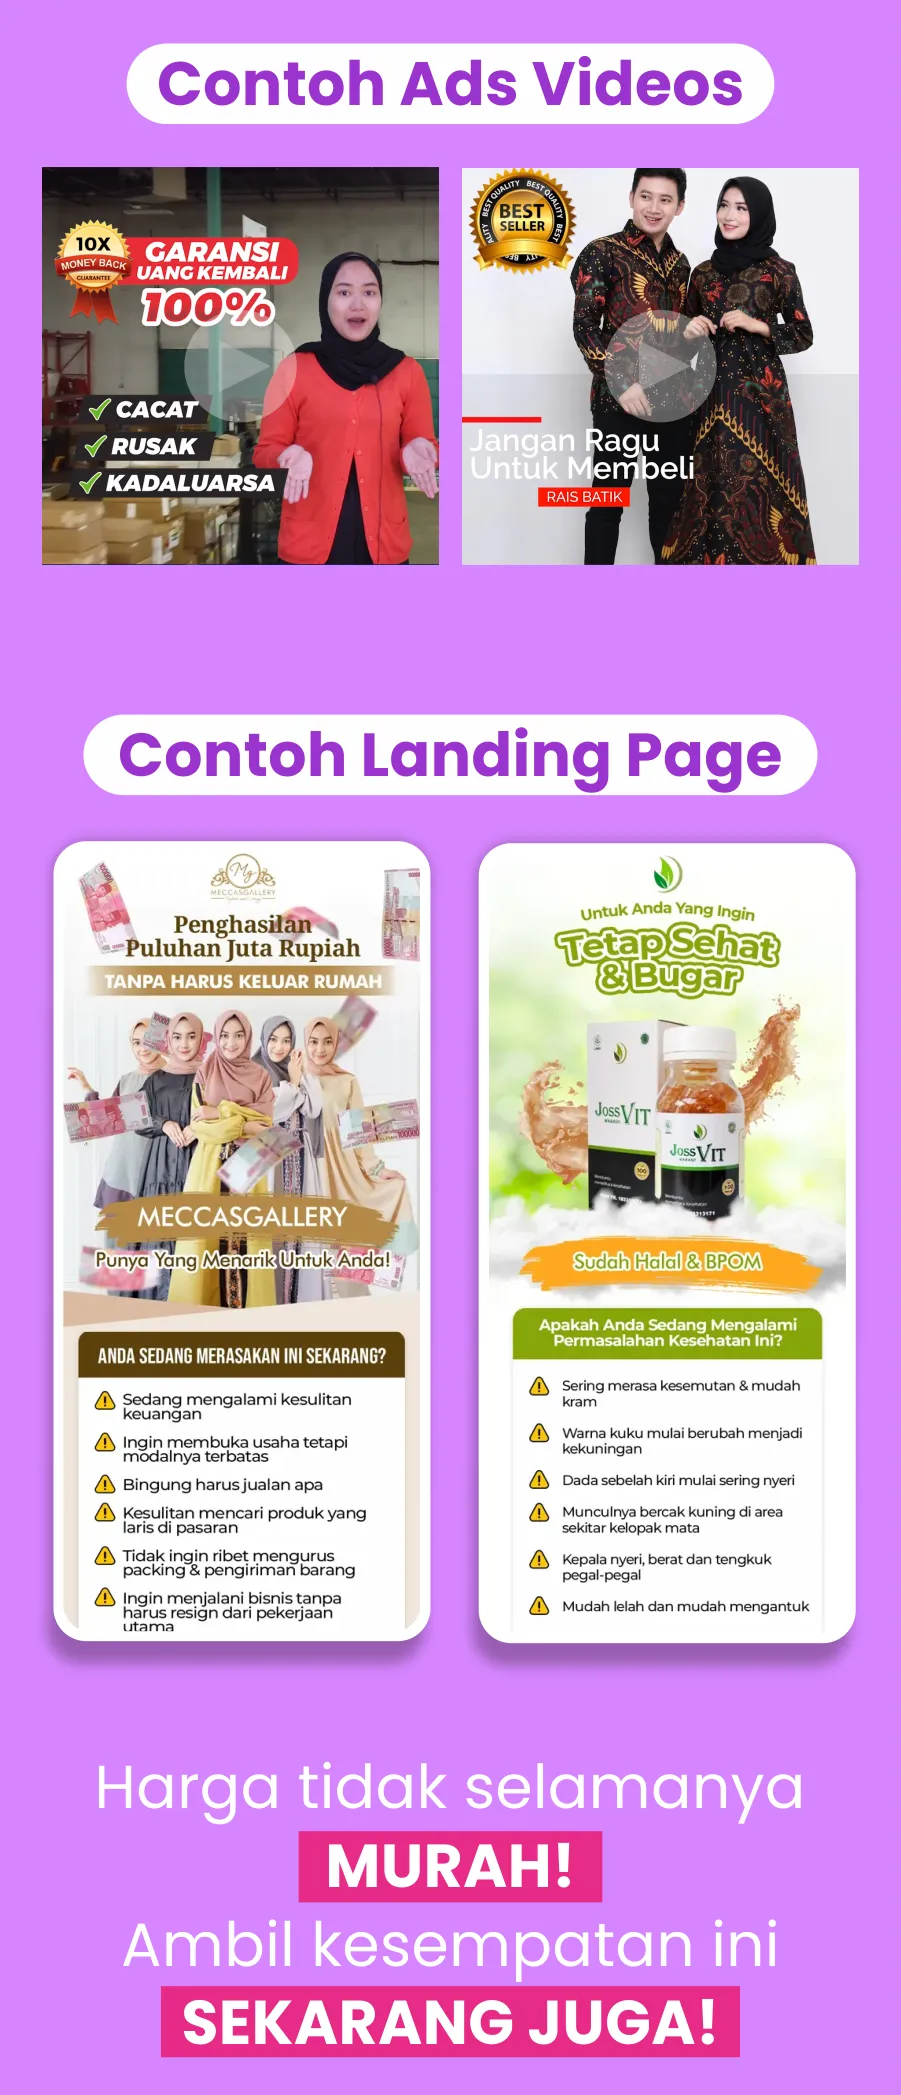 Contoh Ads Videos
10X
MONEY BACK
GUARANTEE
GARANSI
UANG KEMBALI
100%
CACAT
RUSAK
KADALUARSA
BEST QUALITY BEST QUALITY BEST
BEST
SELLER
Jangan Ragu
Untuk Membeli
RAIS BATIK
Contoh Landing Page
Mg
MECCASGALLERY
Penghasilan
Puluhan Juta Rupiah
TANPA HARUS KELUAR RUMAH
100000
MECCASGALLERY
Punya Yang Menarik Untuk Anda!
ANDA SEDANG MERASAKAN INI SEKARANG?
Sedang mengalami kesulitan
keuangan
Ingin membuka usaha tetapi
modalnya terbatas
Bingung harus jualan apa
Kesulitan mencari produk yang
laris di pasaran
Tidak ingin ribet mengurus
packing & pengiriman barang
Ingin menjalani bisnis tanpa
harus resign dari pekerjaan
utama
Untuk Anda Yang Ingin
Tetap Sehat
& Bugar
JossVIT
MAKASSI
JossVIT
Sudah Halal & BPOM
Apakah Anda Sedang Mengalami
Permasalahan Kesehatan Ini?
Sering merasa kesemutan & mudah
kram
Warna kuku mulai berubah menjadi
kekuningan
Dada sebelah kiri mulai sering nyeri
Munculnya bercak kuning di area
sekitar kelopak mata
Kepala nyeri, berat dan tengkuk
pegal-pegal
Mudah lelah dan mudah mengantuk
Harga tidak selamanya
MURAH!
Ambil kesempatan ini
SEKARANG JUGA!